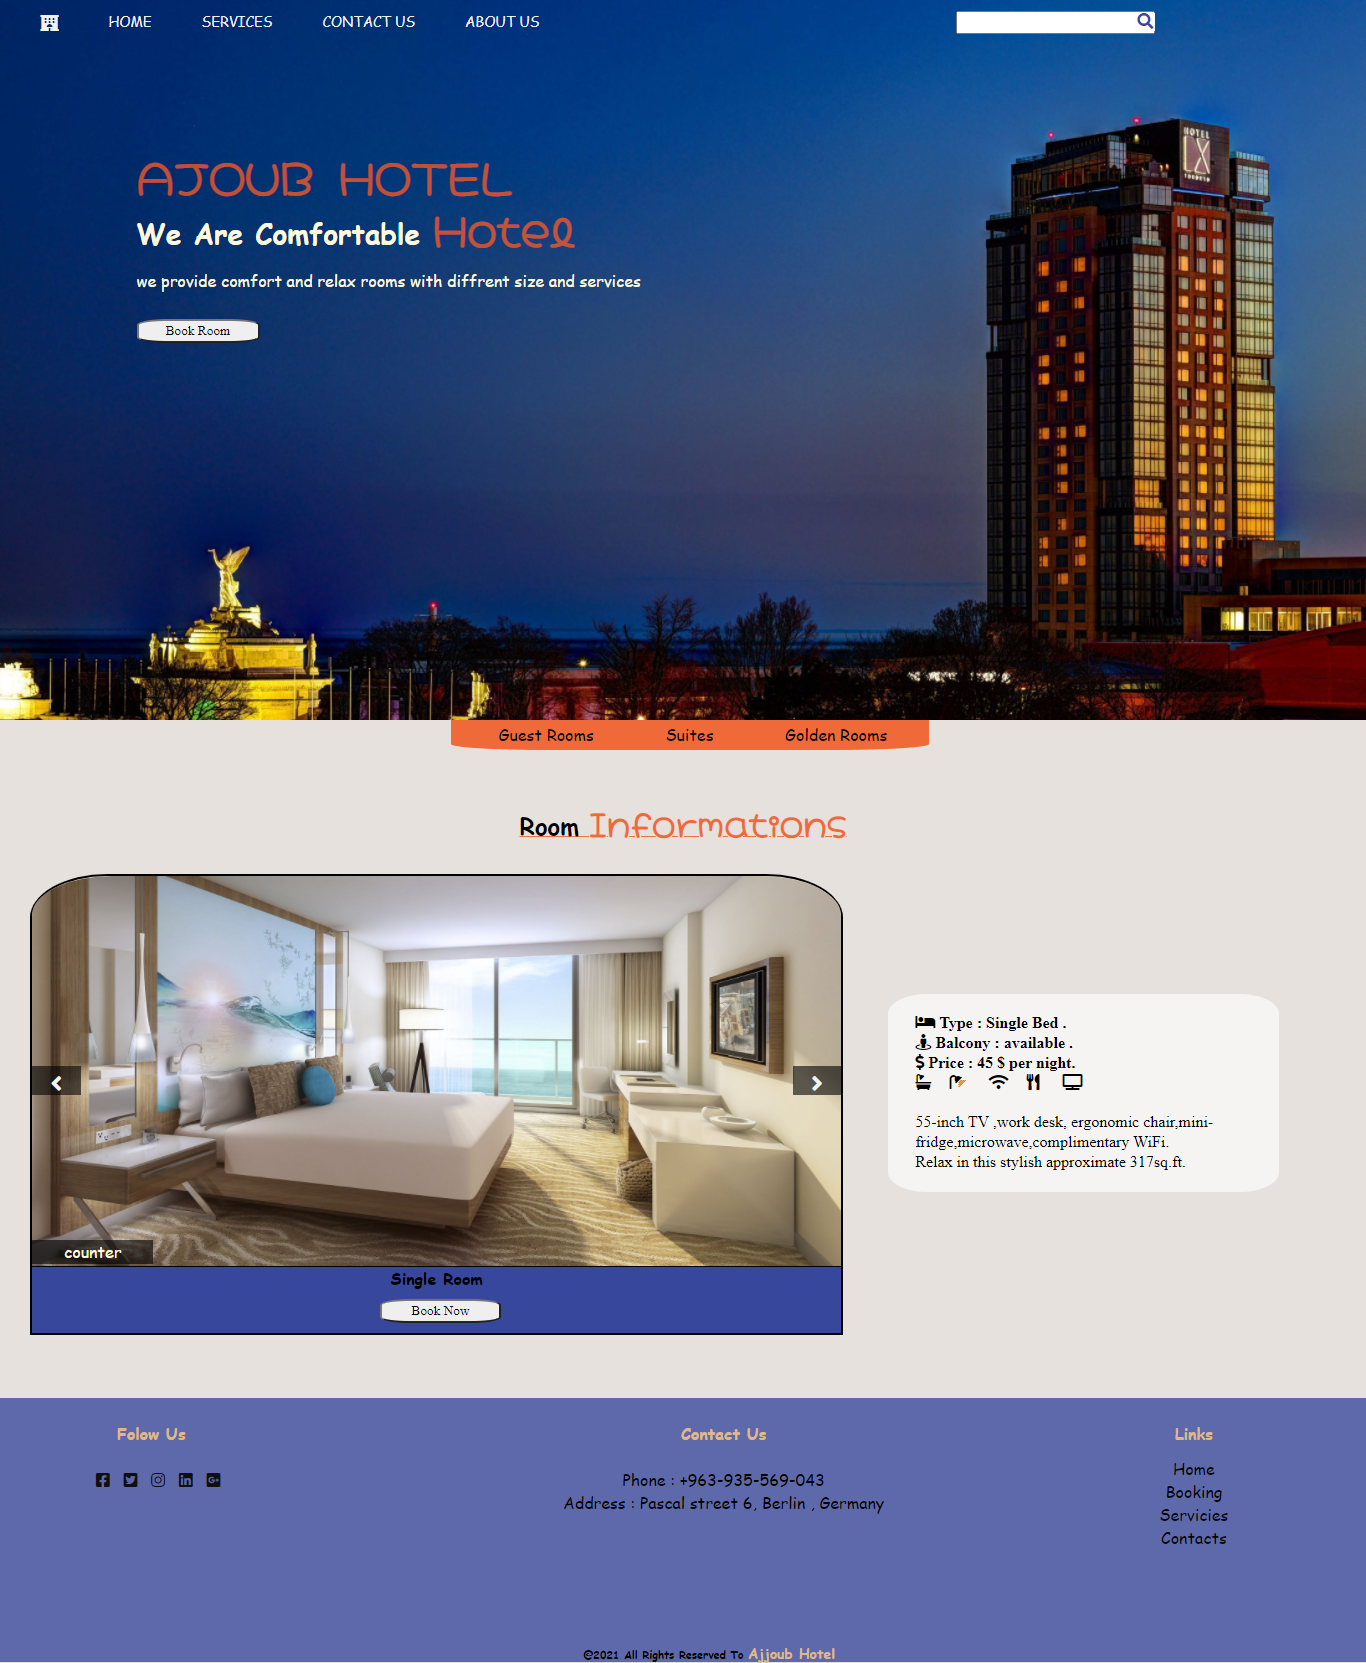 HOME SERVICES CONTACT US ABOUT US
HOTEL
LX
TORONTO
AJOUB HOTEL
We Are Comfortable Hotel
we provide comfort and relax rooms with diffrent size and services
Book Room
Guest Rooms Suites Golden Rooms
Room Informations
Type : Single Bed .
Balcony : available .
$ Price : 45 $ per night.
55-inch TV ,work desk, ergonomic chair,mini-
fridge,microwave,complimentary WiFi.
Relax in this stylish approximate 317sq.ft.
counter
Single Room
Book Now
Folow Us
Contact Us
Phone : +963-935-569-043
Address : Pascal street 6, Berlin , Germany
Links
Home
Booking
Servicies
Contacts
©2021 All Rights Reserved To Ajjoub Hotel